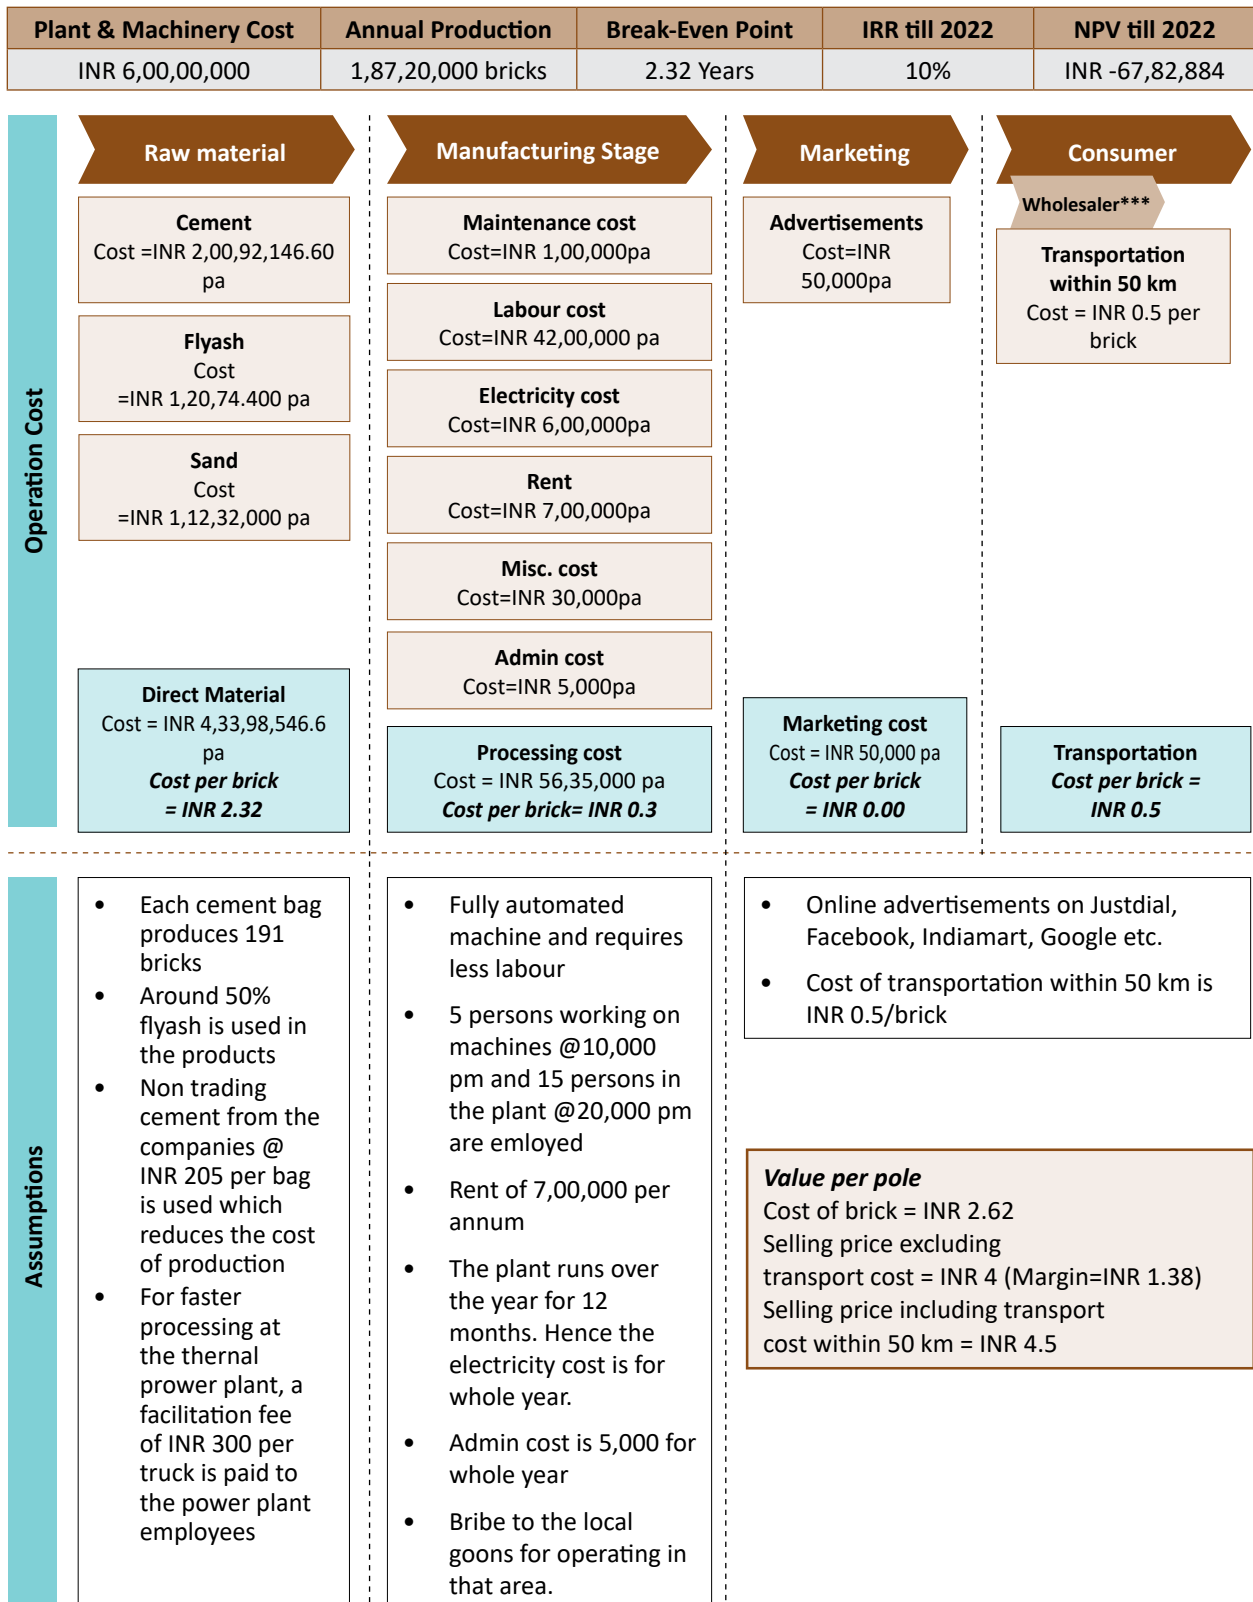 Plant & Machinery Cost Annual Production Break-Even Point IRR till 2022 NPV till 2022
INR 6,00,00,000 1,87,20,000 bricks 2.32 Years 10% INR -67,82,884
Operation Cost
Raw material
Cement
Cost =INR 2,00,92,146.60
pa
Flyash
Cost
=INR 1,20,74.400 pa
Sand
Cost
=INR 1,12,32,000 pa
Direct Material
Cost = INR 4,33,98,546.6
pa
Cost per brick
= INR 2.32
Manufacturing Stage
Maintenance cost
Cost=INR 1,00,000pa
Labour cost
Cost=INR 42,00,000 pa
Electricity cost
Cost=INR 6,00,000pa
Rent
Cost=INR 7,00,000pa
Misc. cost
Cost=INR 30,000pa
Admin cost
Cost=INR 5,000pa
Processing cost
Cost = INR 56,35,000 pa
Cost per brick= INR 0.3
Marketing
Advertisements
Cost=INR
50,000pa
Marketing cost
Cost = INR 50,000 pa
Cost per brick
= INR 0.00
Consumer
Wholesaler***
Transportation
within 50 km
Cost = INR 0.5 per
brick
Transportation
Cost per brick =
INR 0.5
Assumptions
• Each cement bag
produces 191
bricks
• Around 50%
flyash is used in
the products
• Non trading
cement from the
companies @
INR 205 per bag
is used which
reduces the cost
of production
• For faster
processing at
the thernal
prower plant, a
facilitation fee
of INR 300 per
truck is paid to
the power plant
employees
• Fully automated
machine and requires
less labour
• 5 persons working on
machines @10,000
pm and 15 persons in
the plant @20,000 pm
are emloyed
• Rent of 7,00,000 per
annum
• The plant runs over
the year for 12
months. Hence the
electricity cost is for
whole year.
• Admin cost is 5,000 for
whole year
• Bribe to the local
goons for operating in
that area.
• Online advertisements on Justdial,
Facebook, Indiamart, Google etc.
• Cost of transportation within 50 km is
INR 0.5/brick
Value per pole
Cost of brick = INR 2.62
Selling price excluding
transport cost = INR 4 (Margin=INR 1.38)
Selling price including transport
cost within 50 km = INR 4.5